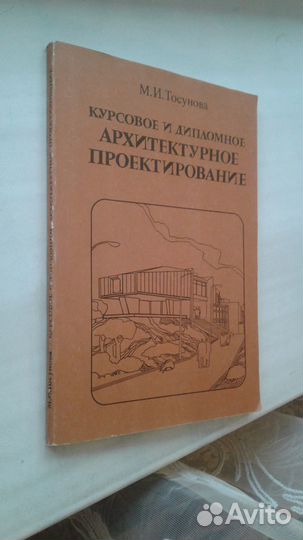 М.И.Тосунова
КУРСОВОЕ И ДИПЛОМНОЕ
АРХИТЕКТУРНОЕ
ПРОЕКТИРОВАНИЕ
Avito